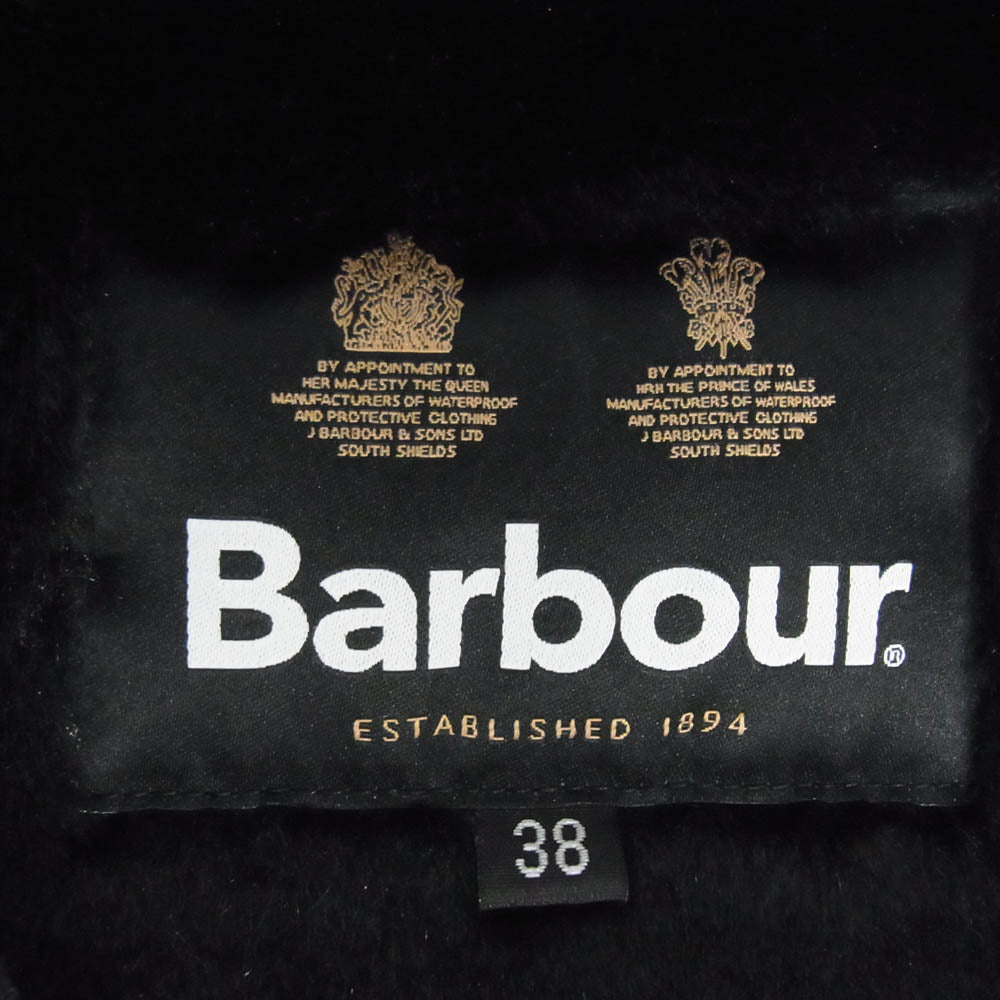 BY APPOINTMENT TO
HER MAJESTY THE QUEEN
MANUFACTURERS OF WATERPROOF
AND PROTECTIVE CLOTHING
J BARBOUR & SONS LTD
SOUTH SHIELDS
BY APPOINTMENT TO
HRH THE PRINCE OF WALES
MANUFACTURERS OF WATERPROOF
AND PROTECTIVE CLOTHING
J BARBOUR & SONS LTD
SOUTH SHIELDS
Barbour®
ESTABLISHED 1894
38